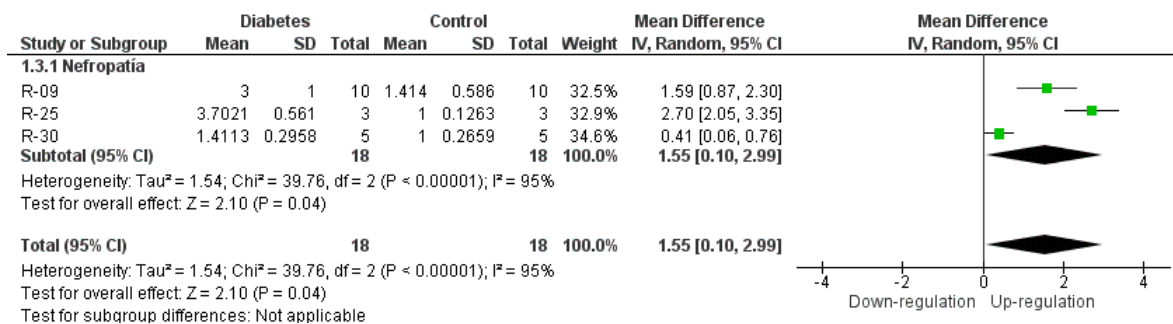 Diabetes Control Mean Difference Mean Difference
Study or Subgroup Mean SD Total Mean SD Total Weight IV, Random, 95% CI IV, Random, 95% CI
1.3.1 Nefropatía
R-09 3 1 10 1.414 0.586 10 32.5% 1.59 [0.87, 2.30]
R-25 3.7021 0.561 3 1 0.1263 3 32.9% 2.70 [2.05, 3.35]
R-30 1.4113 0.2958 5 1 0.2659 5 34.6% 0.41 [0.06, 0.76]
Subtotal (95% CI) 18 18 100.0% 1.55 [0.10, 2.99]
Heterogeneity: Tau² = 1.54; Chi² = 39.76, df = 2 (P < 0.00001); I² = 95%
Test for overall effect: Z = 2.10 (P = 0.04)
Total (95% CI) 18 18 100.0% 1.55 [0.10, 2.99]
Heterogeneity: Tau² = 1.54; Chi² = 39.76, df = 2 (P < 0.00001); I² = 95%
Test for overall effect: Z = 2.10 (P = 0.04)
Test for subgroup differences: Not applicable
-4 -2 0 2 4
Down-regulation Up-regulation